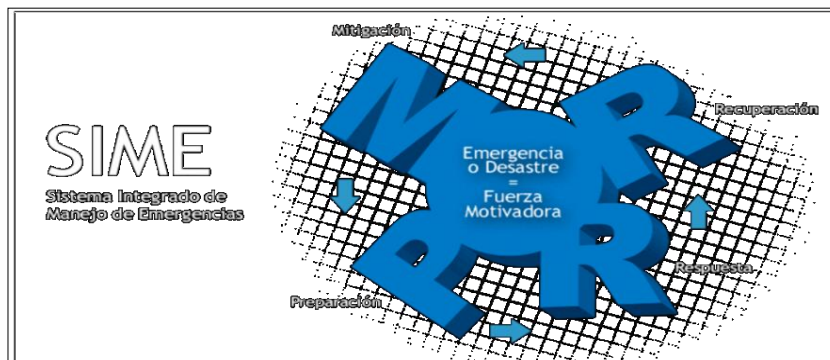 Mitigación
M
R
Recuperación
SIME
Sistema Integrado de
Manejo de Emergencias
Emergencia
o Desastre
=
Fuerza
Motivadora
P
R
Preparación
Respuesta